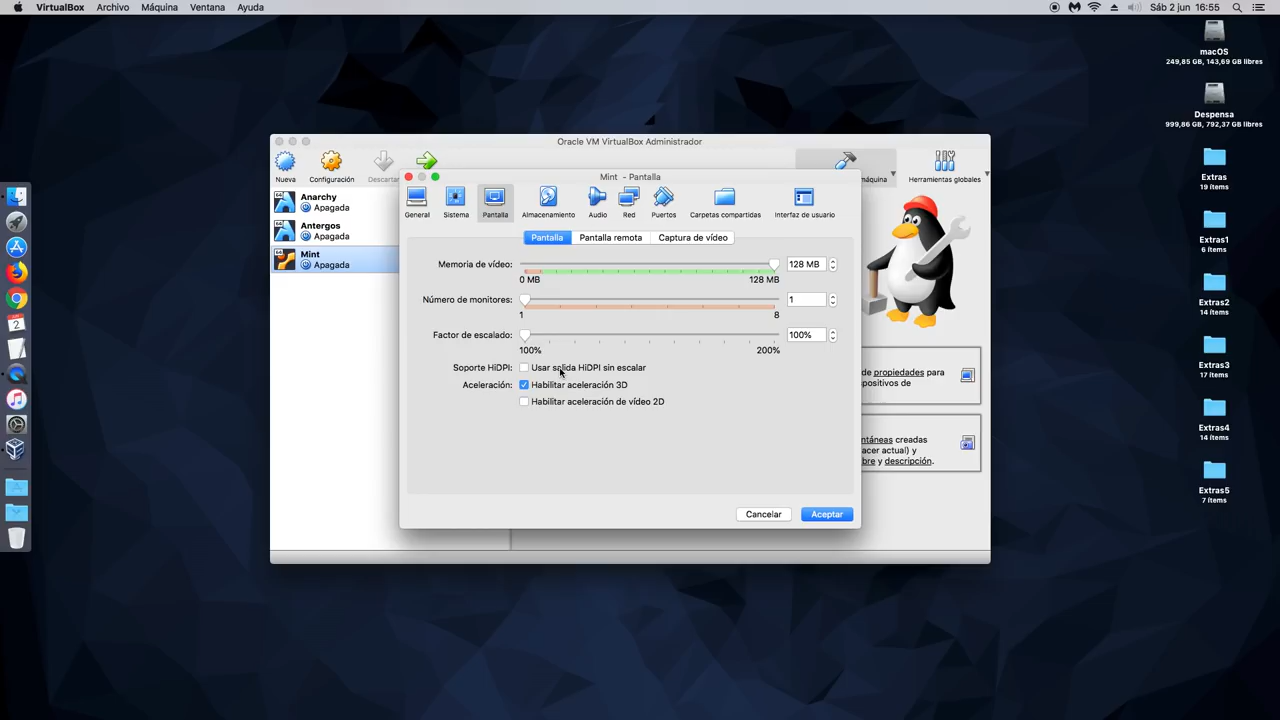 VirtualBox Archivo Máquina Ventana Ayuda
Sáb 2 jun 16:55
macOS
249,85 GB, 143,69 GB libres
Despensa
999,86 GB, 792,37 GB libres
Extras
19 ítems
Extras1
6 ítems
Extras2
14 ítems
Extras3
17 ítems
Extras4
14 ítems
Extras5
7 ítems
2
Oracle VM VirtualBox Administrador
Nueva Configuración Descartar máquina Herramientas globales
64 Anarchy
Apagada
64 Antergos
Apagada
64 Mint
Apagada
Mint - Pantalla
General Sistema Pantalla Almacenamiento Audio Red Puertos Carpetas compartidas Interfaz de usuario
Pantalla Pantalla remota Captura de vídeo
Memoria de vídeo: 128 MB
0 MB 128 MB
Número de monitores: 1
1 8
Factor de escalado: 100%
100% 200%
Soporte HiDPI: Usar salida HiDPI sin escalar
Aceleración: Habilitar aceleración 3D
Habilitar aceleración de vídeo 2D
Cancelar Aceptar
de propiedades para
spositivos de
ntáneas creadas
acer actual) y
bre y descripción.